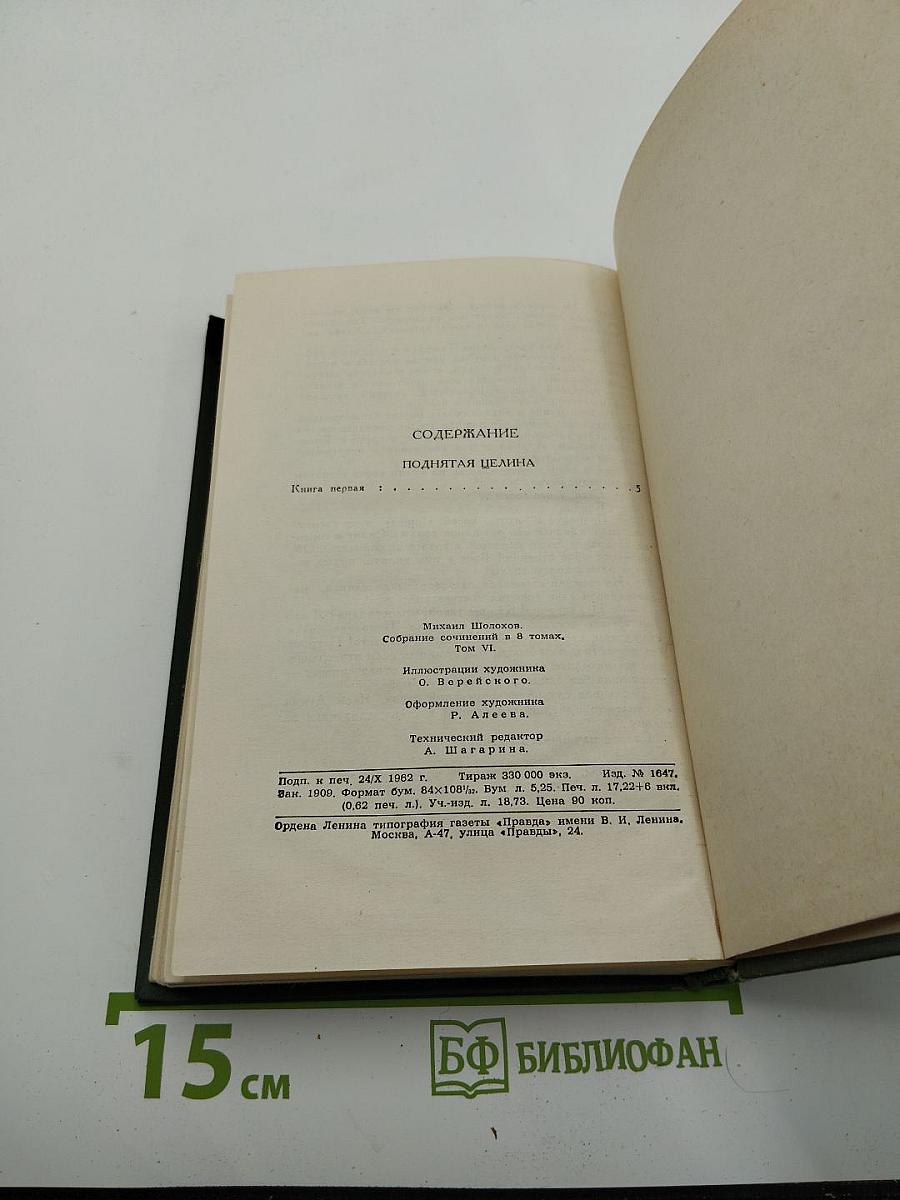 СОДЕРЖАНИЕ
ПОДНЯТАЯ ЦЕЛИНА
Книга первая : . . . . . . . . . . . . . . . . . . 5
Михаил Шолохов.
Собрание сочинений в 8 томах.
Том VI.
Иллюстрации художника
О. Верейского.
Оформление художника
Р. Алеева.
Технический редактор
А. Шагарина.
Подп. к печ. 24/X 1962 г. Тираж 330 000 экз. Изд. № 1647.
Зак. 1909. Формат бум. 84×108¹/₃₂. Бум л. 5,25. Печ. л. 17,22+6 вкл.
(0,62 печ. л.). Уч.-изд. л. 18,73. Цена 90 коп.
Ордена Ленина типография газеты «Правда» имени В. И. Ленина.
Москва, А-47, улица «Правды», 24.
15 см
БФ БИБЛИОФАН